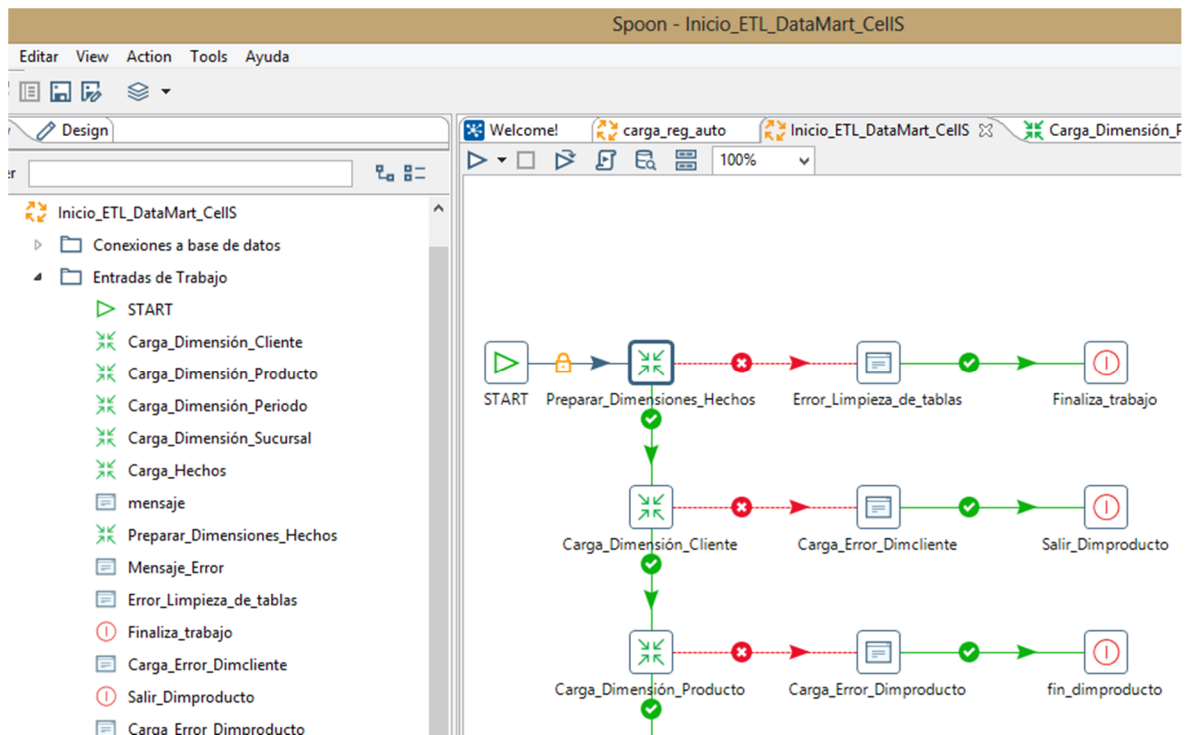 Spoon - Inicio_ETL_DataMart_CellS
Editar View Action Tools Ayuda
Design
Welcome! carga_reg_auto Inicio_ETL_DataMart_CellS Carga_Dimensión_P
100%
Inicio_ETL_DataMart_CellS
Conexiones a base de datos
Entradas de Trabajo
START
Carga_Dimensión_Cliente
Carga_Dimensión_Producto
Carga_Dimensión_Periodo
Carga_Dimensión_Sucursal
Carga_Hechos
mensaje
Preparar_Dimensiones_Hechos
Mensaje_Error
Error_Limpieza_de_tablas
Finaliza_trabajo
Carga_Error_Dimcliente
Salir_Dimproducto
Carga_Error_Dimproducto
START Preparar_Dimensiones_Hechos Error_Limpieza_de_tablas Finaliza_trabajo
Carga_Dimensión_Cliente Carga_Error_Dimcliente Salir_Dimproducto
Carga_Dimensión_Producto Carga_Error_Dimproducto fin_dimproducto